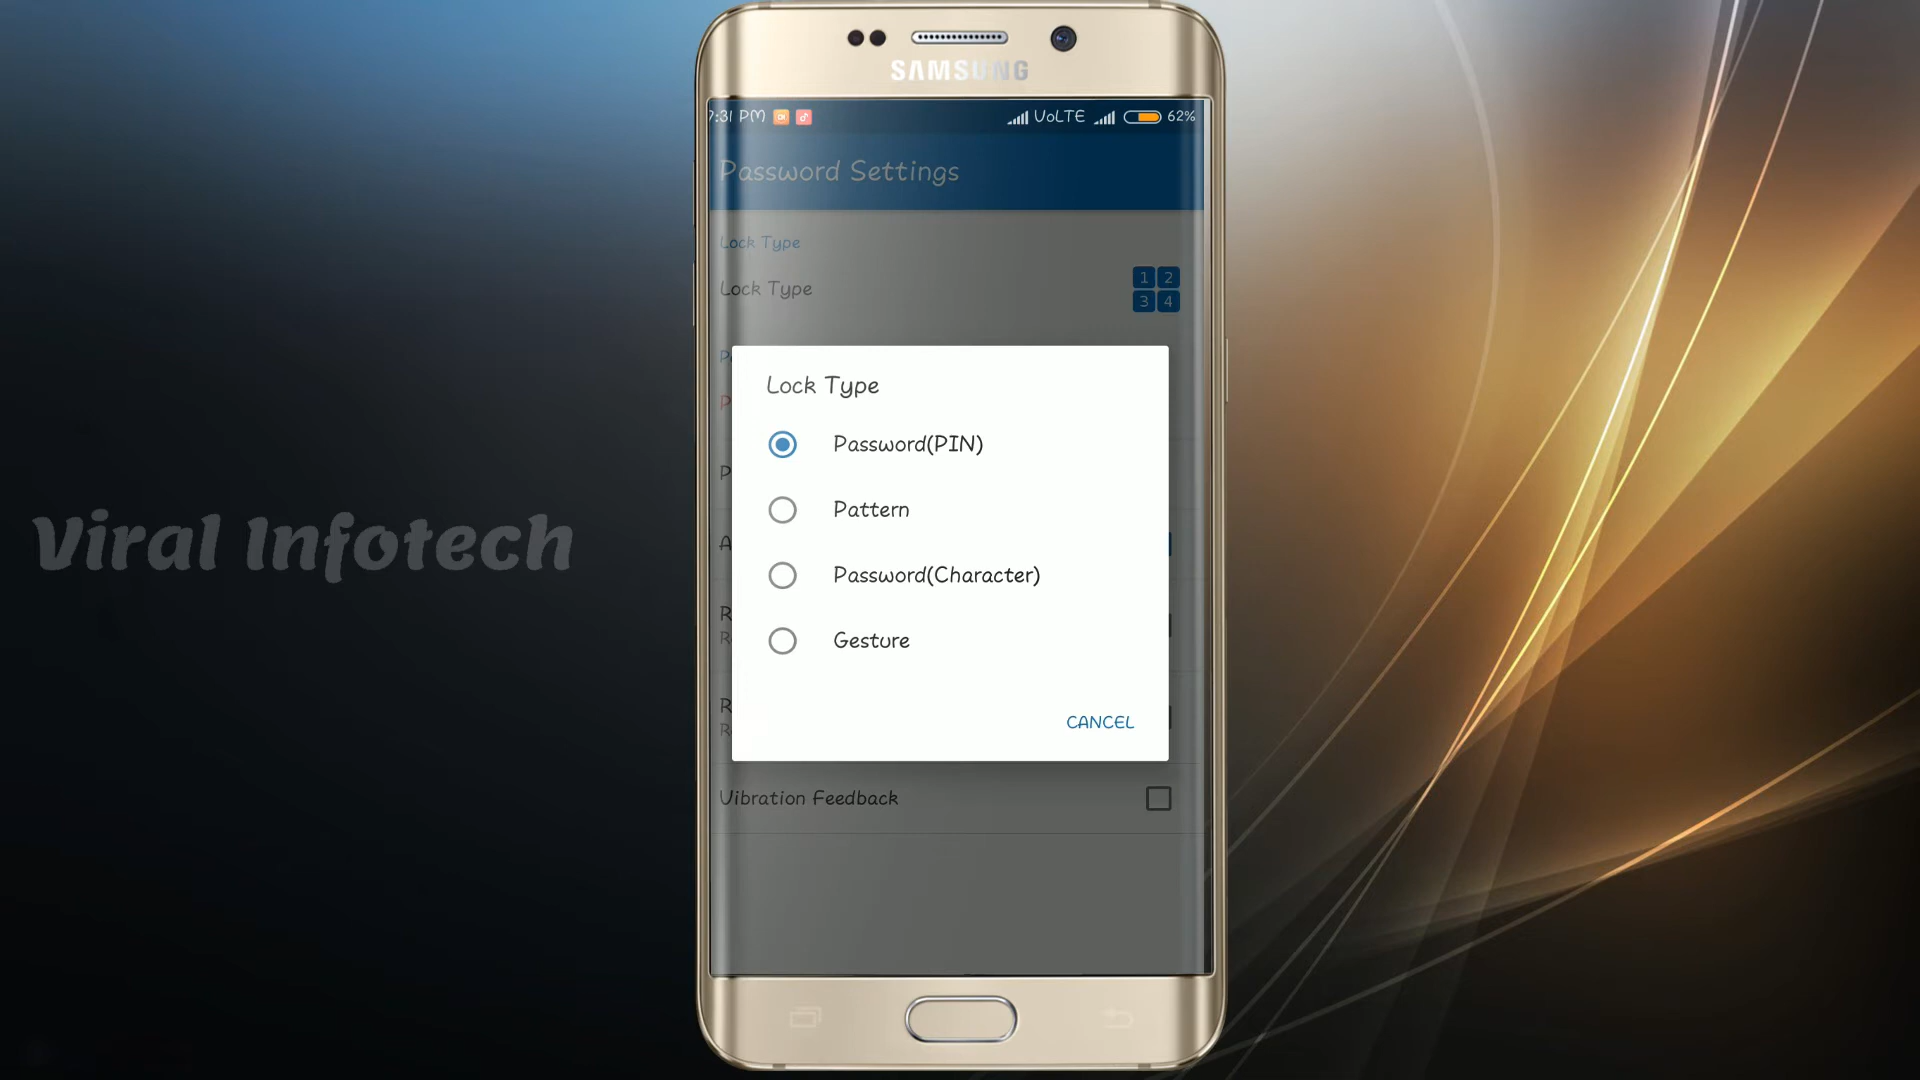 SAMSUNG
7:31 PM VoLTE 62%
Password Settings
Lock Type
Lock Type
1 2
3 4
Lock Type
Password(PIN)
Pattern
Password(Character)
Gesture
CANCEL
Vibration Feedback
Viral Infotech